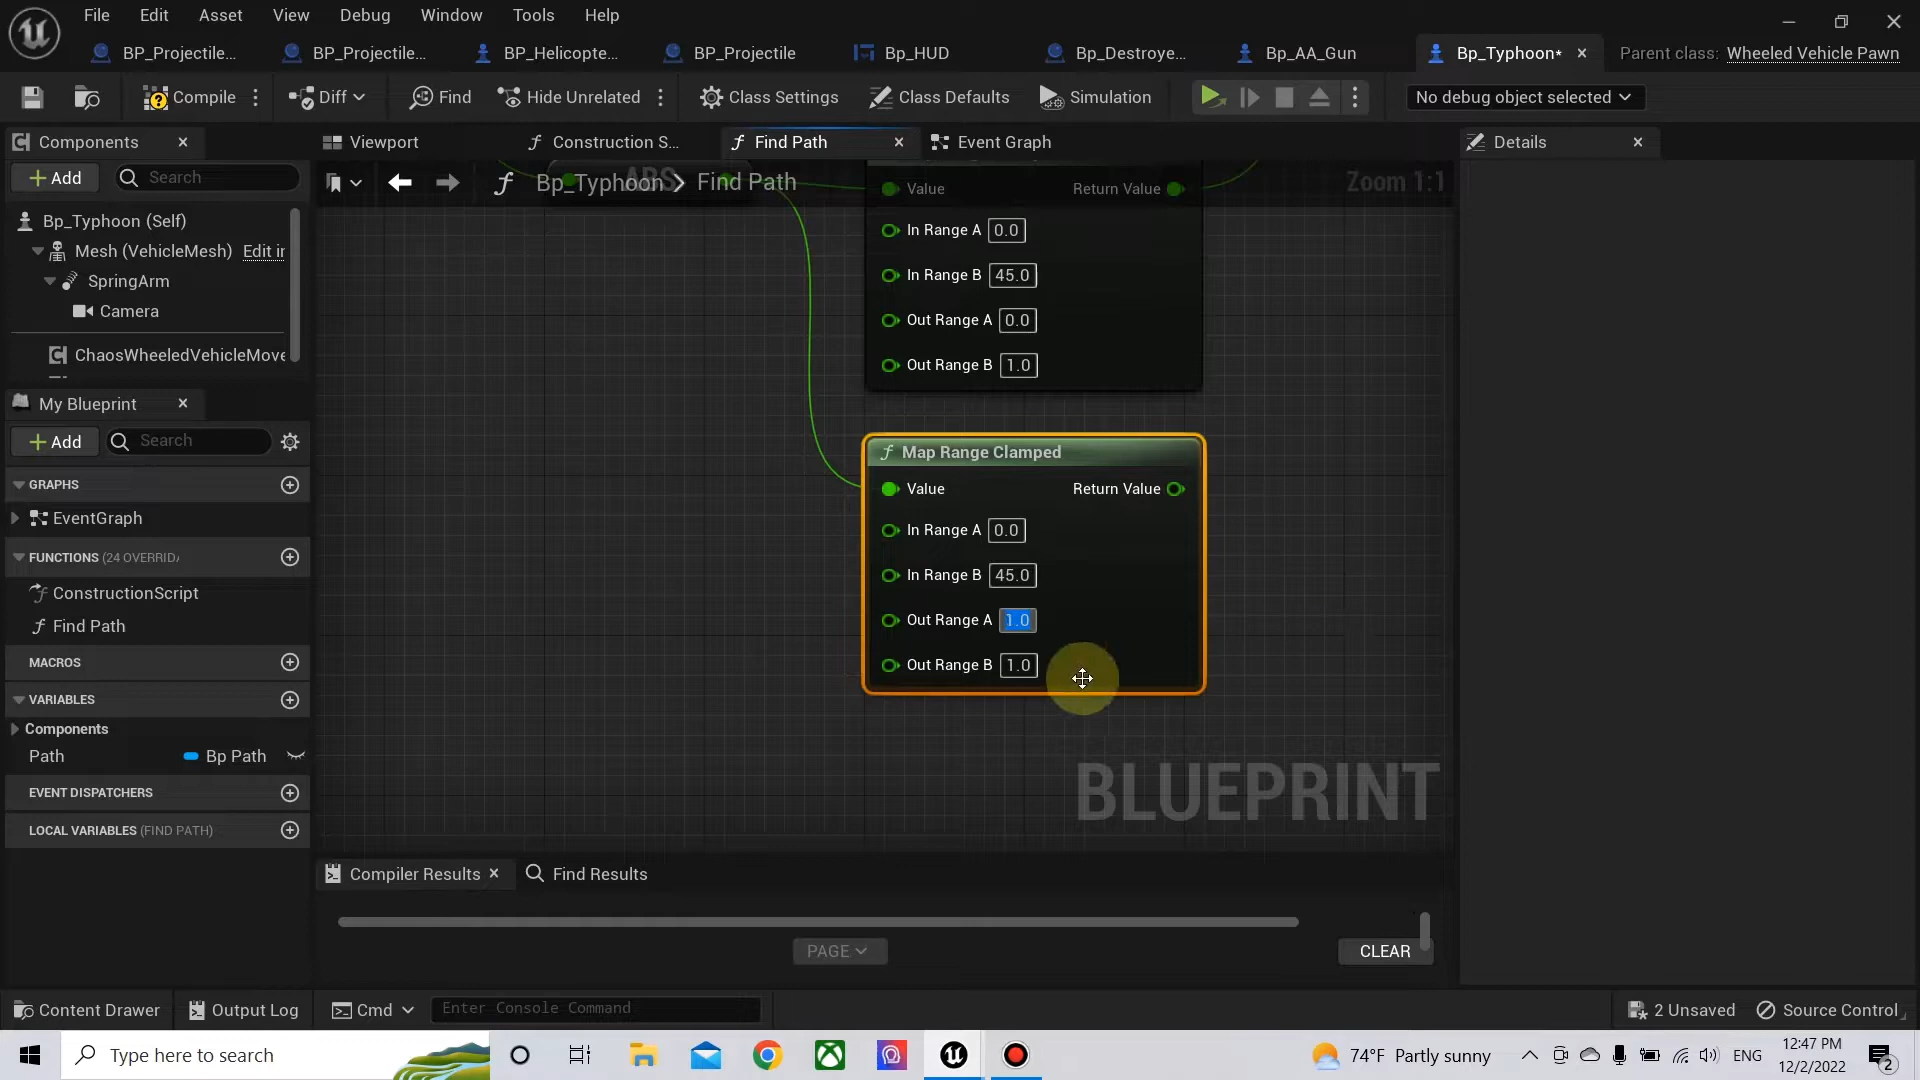 File Edit Asset View Debug Window Tools Help
BP_Projectile... BP_Projectile... BP_Helicopte... BP_Projectile Bp_HUD Bp_Destroye... Bp_AA_Gun Bp_Typhoon* Parent class: Wheeled Vehicle Pawn
Compile Diff Find Hide Unrelated Class Settings Class Defaults Simulation No debug object selected
Components Viewport Construction S... Find Path Event Graph Details
Add Search
Bp_Typhoon Find Path Zoom 1:1
ABS
Value Return Value
Bp_Typhoon (Self)
In Range A 0.0
Mesh (VehicleMesh) Edit in
In Range B 45.0
SpringArm
Camera
Out Range A 0.0
ChaosWheeledVehicleMove
Out Range B 1.0
My Blueprint
Add Search
Map Range Clamped
GRAPHS
Value Return Value
EventGraph
In Range A 0.0
FUNCTIONS (24 OVERRIDA
In Range B 45.0
ConstructionScript
Out Range A 1.0
Find Path
MACROS
Out Range B 1.0
VARIABLES
Components
Path Bp Path
EVENT DISPATCHERS
BLUEPRINT
LOCAL VARIABLES (FIND PATH)
Compiler Results Find Results
PAGE CLEAR
Content Drawer Output Log Cmd Enter Console Command 2 Unsaved Source Control
Type here to search 74°F Partly sunny ENG 12:47 PM
12/2/2022 2